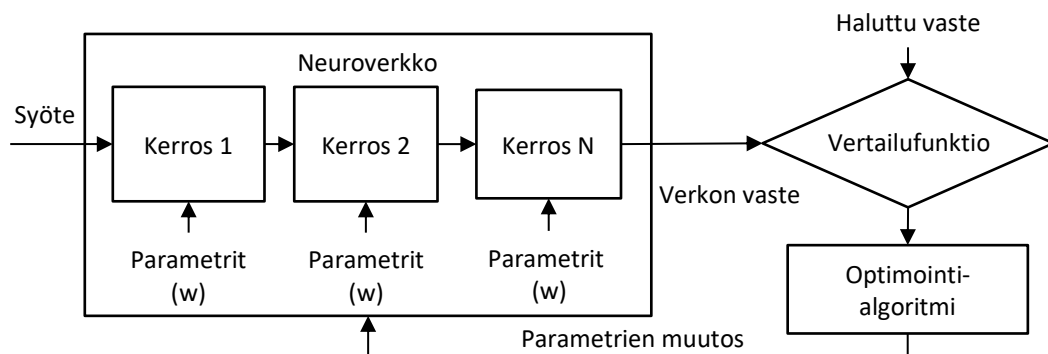 Haluttu vaste
Neuroverkko
Syöte
Kerros 1
Kerros 2
Kerros N
Vertailufunktio
Verkon vaste
Parametrit
(w)
Parametrit
(w)
Parametrit
(w)
Optimointi-
algoritmi
Parametrien muutos